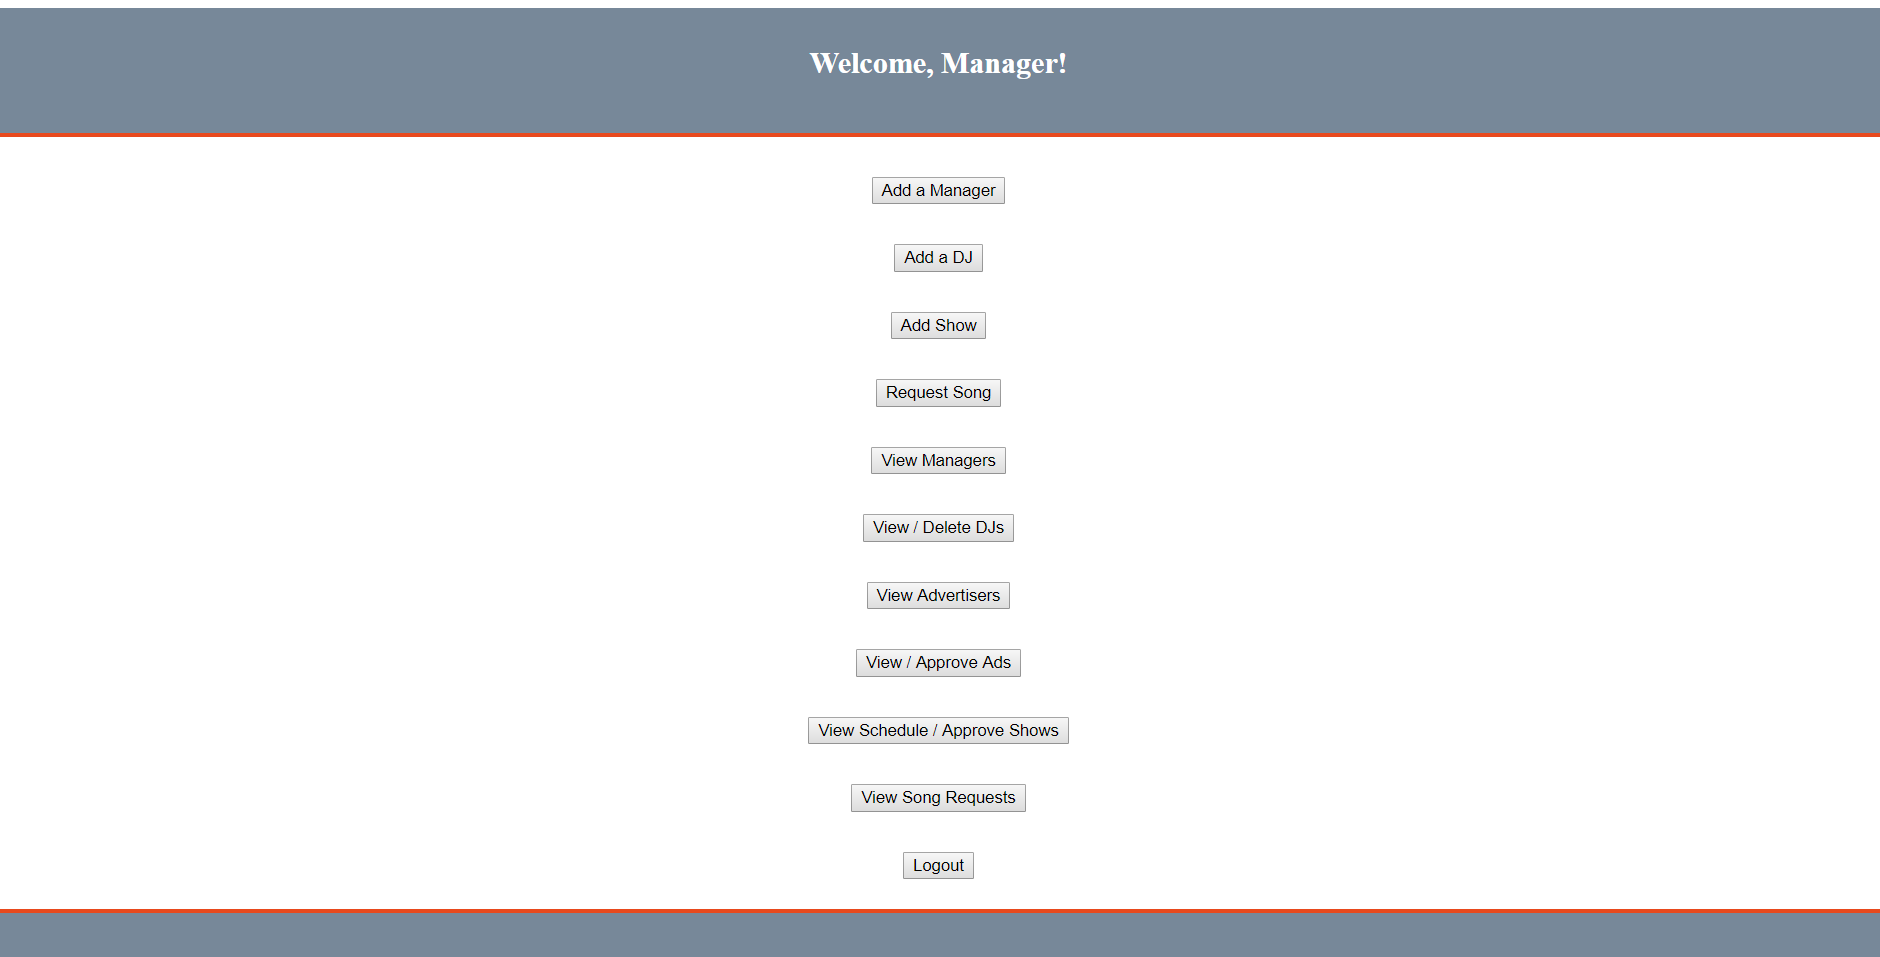 Welcome, Manager!
Add a Manager
Add a DJ
Add Show
Request Song
View Managers
View / Delete DJs
View Advertisers
View / Approve Ads
View Schedule / Approve Shows
View Song Requests
Logout